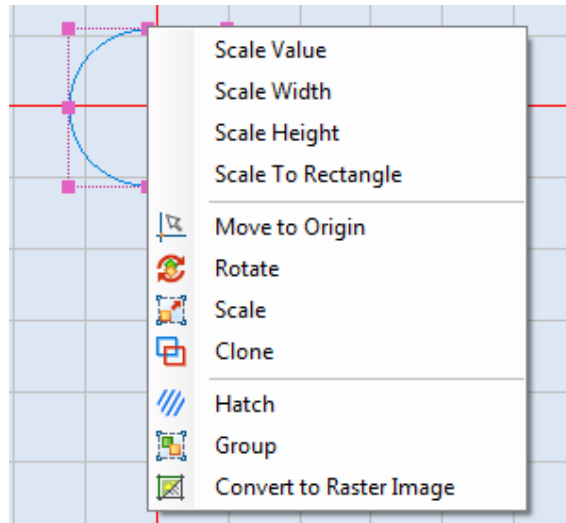 Scale Value
Scale Width
Scale Height
Scale To Rectangle
Move to Origin
Rotate
Scale
Clone
Hatch
Group
Convert to Raster Image